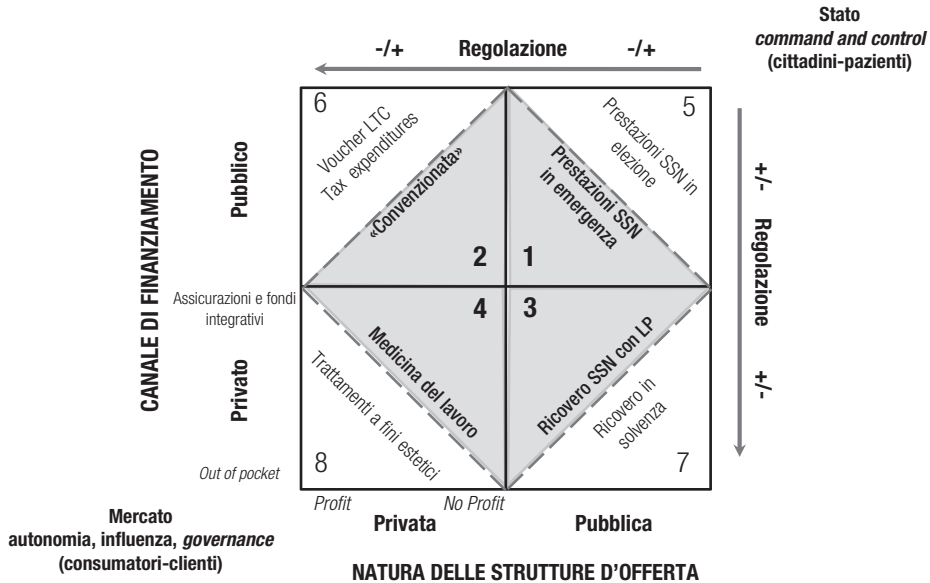 Stato
command and control
(cittadini-pazienti)
-/+ Regolazione -/+
6
5
Voucher LTC
Tax expenditures
«Convenzionata»
Prestazioni SSN
in emergenza
Prestazioni SSN in
elezione
2
1
4
3
CANALE DI FINANZIAMENTO
Pubblico
Assicurazioni e fondi
integrativi
Privato
Out of pocket
+/-
Regolazione
+/-
Medicina del lavoro
Trattamenti a fini estetici
Ricovero SSN con LP
Ricovero in
solvenza
8
7
Profit
No Profit
Privata
Pubblica
Mercato
autonomia, influenza, governance
(consumatori-clienti)
NATURA DELLE STRUTTURE D'OFFERTA